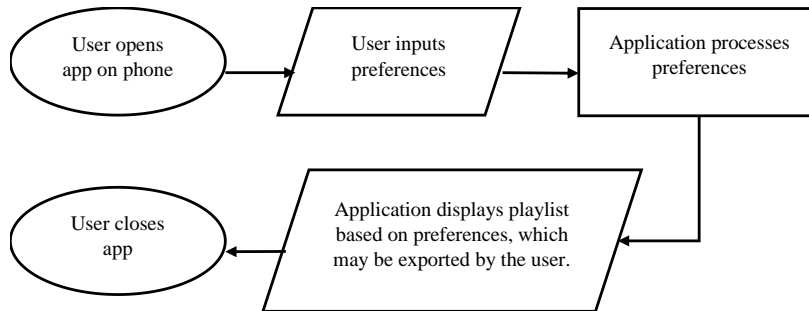 User opens
app on phone
User inputs
preferences
Application processes
preferences
Application displays playlist
based on preferences, which
may be exported by the user.
User closes
app